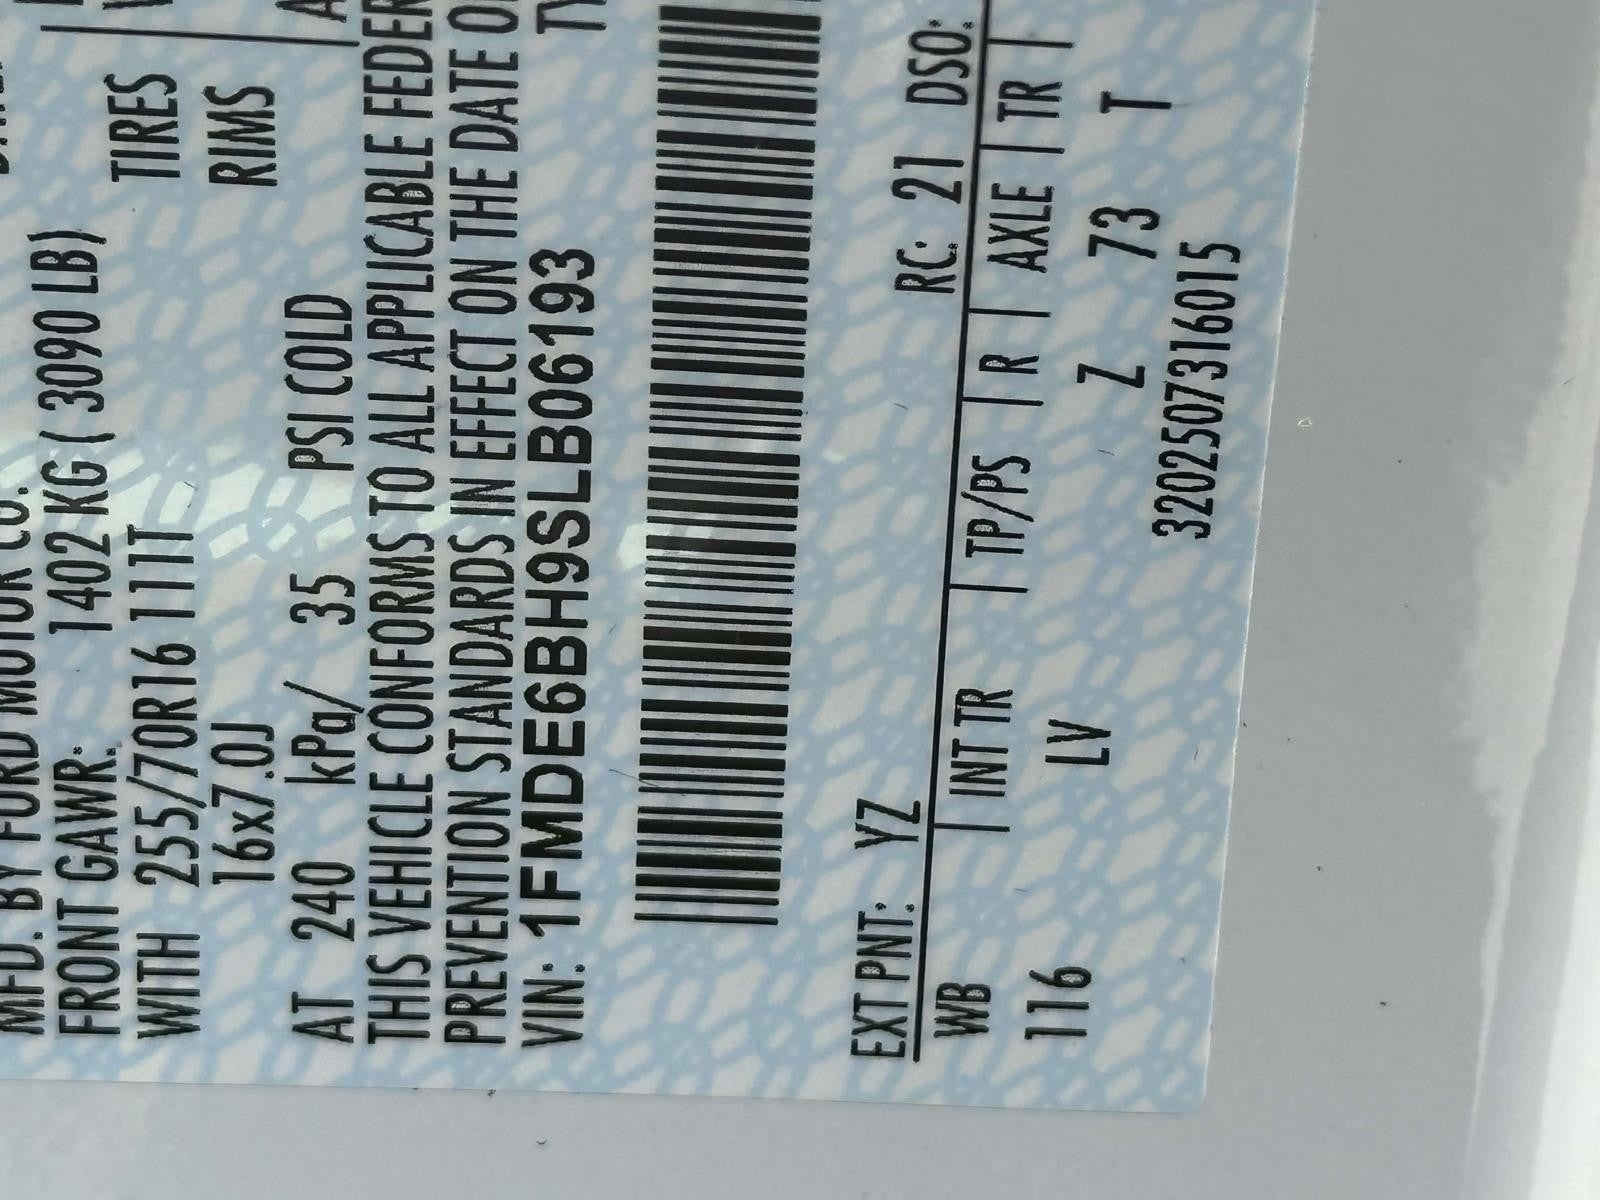 MFD. BY FORD MOTOR CO.
FRONT GAWR: 1402 KG ( 3090 LB)
WITH 255/70R16 111T TIRES
16x7.0J RIMS
AT 240 kPa/ 35 PSI COLD
THIS VEHICLE CONFORMS TO ALL APPLICABLE FEDER
PREVENTION STANDARDS IN EFFECT ON THE DATE O
VIN: 1FMDE6BH9SLB06193 TY
EXT PNT: YZ RC: 21 DSO:
WB | INT TR | TP/PS | R | AXLE | TR |
116 LV Z 73 T
3202507316015